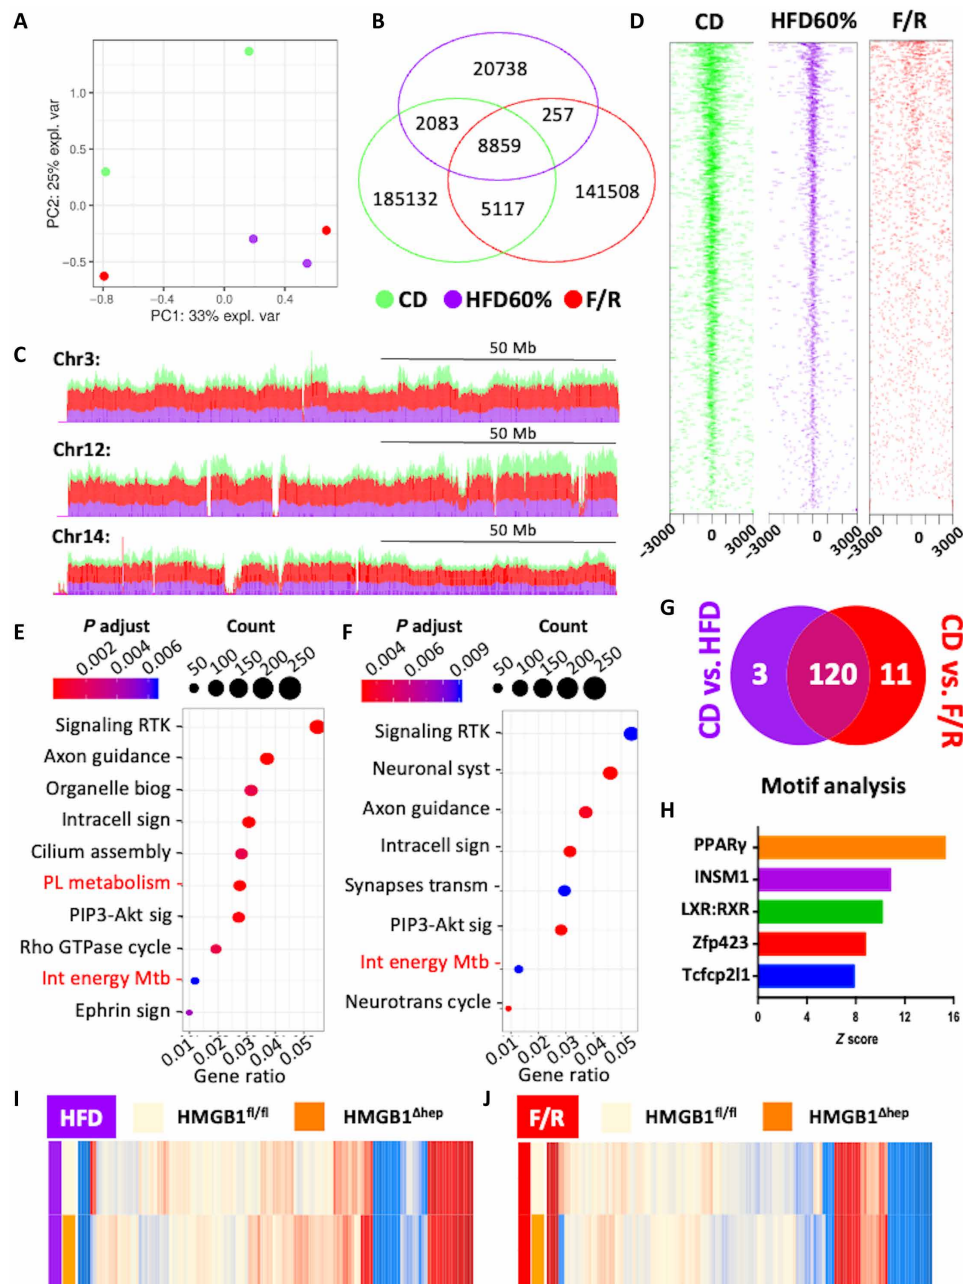 A
B
D
CD
HFD60%
F/R
PC2: 25% expl. var
1.0
0.5
0.0
−0.5
−0.8
−0.4
0.0
0.4
PC1: 33% expl. var
20738
2083
257
8859
185132
5117
141508
CD
HFD60%
F/R
-3000
0
3000
-3000
0
3000
-3000
0
3000
C
Chr3:
50 Mb
Chr12:
50 Mb
Chr14:
50 Mb
E
P adjust
0.002
0.004
0.006
Count
50
100
150
200
250
Signaling RTK
Axon guidance
Organelle biog
Intracell sign
Cilium assembly
PL metabolism
PIP3-Akt sig
Rho GTPase cycle
Int energy Mtb
Ephrin sign
0.01
0.02
0.03
0.04
0.05
Gene ratio
F
P adjust
0.004
0.006
0.009
Count
50
100
150
200
250
Signaling RTK
Neuronal syst
Axon guidance
Intracell sign
Synapses transm
PIP3-Akt sig
Int energy Mtb
Neurotrans cycle
0.01
0.02
0.03
0.04
0.05
Gene ratio
G
CD vs. HFD
3
120
11
CD vs. F/R
Motif analysis
H
PPARγ
INSM1
LXR:RXR
Zfp423
Tcfcp2l1
0
4
8
12
16
Z score
I
HFD
HMGB1fl/fl
HMGB1Δhep
J
F/R
HMGB1fl/fl
HMGB1Δhep